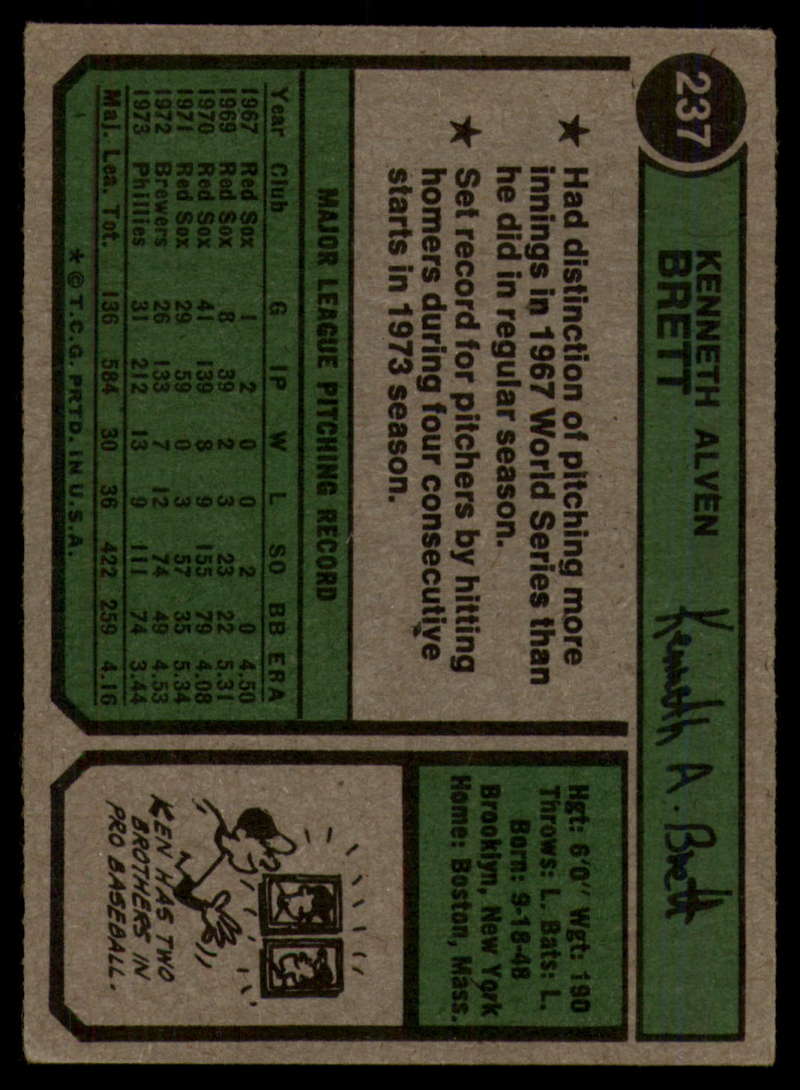 237
KENNETH ALVEN
BRETT
Kenneth A. Brett
★ Had distinction of pitching more
innings in 1967 World Series than
he did in regular season.
★ Set record for pitchers by hitting
homers during four consecutive
starts in 1973 season.
Hgt: 6'0" Wgt: 190
Throws: L. Bats: L.
Born: 9-18-48
Brooklyn, New York
Home: Boston, Mass.
MAJOR LEAGUE PITCHING RECORD
Year Club G IP W L SO BB ERA
1967 Red Sox 1 2 0 0 2 0 4.50
1969 Red Sox 8 39 2 3 23 22 5.31
1970 Red Sox 41 139 8 9 155 79 4.08
1971 Red Sox 29 59 0 3 57 35 5.34
1972 Brewers 26 133 7 12 74 49 4.53
1973 Phillies 31 212 13 9 111 74 3.44
Maj. Lea. Tot. 136 584 30 36 422 259 4.16
* © T.C.G. PRTD. IN U.S.A.
KEN HAS TWO
BROTHERS IN
PRO BASEBALL.